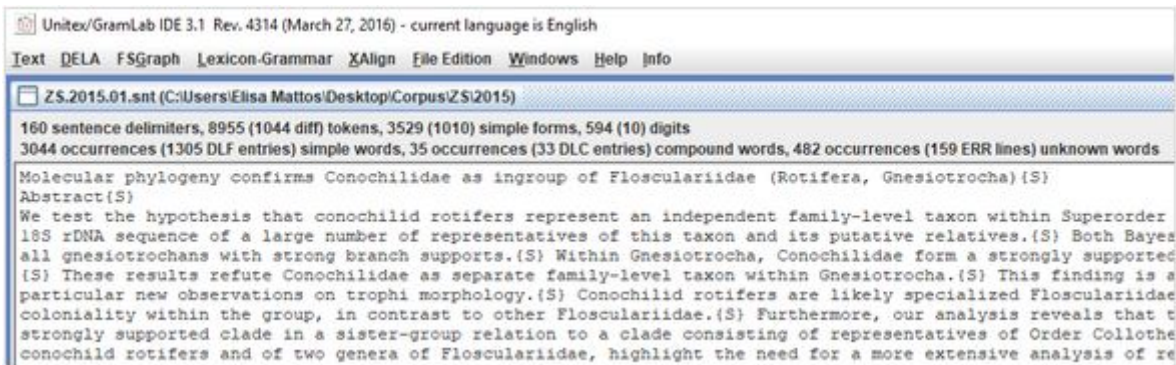 Unitex/GramLab IDE 3.1 Rev. 4314 (March 27, 2016) - current language is English
Text DELA FSGraph Lexicon-Grammar XAlign File Edition Windows Help Info
ZS.2015.01.snt (C:\Users\Elisa Mattos\Desktop\Corpus\ZS\2015)
160 sentence delimiters, 8955 (1044 diff) tokens, 3529 (1010) simple forms, 594 (10) digits
3044 occurrences (1305 DLF entries) simple words, 35 occurrences (33 DLC entries) compound words, 482 occurrences (159 ERR lines) unknown words
Molecular phylogeny confirms Conochilidae as ingroup of Flosculariidae (Rotifera, Gnesiotrocha){S}
Abstract{S}
We test the hypothesis that conochilid rotifers represent an independent family-level taxon within Superorder
18S rDNA sequence of a large number of representatives of this taxon and its putative relatives.{S} Both Bayes
all gnesiotrochans with strong branch supports.{S} Within Gnesiotrocha, Conochilidae form a strongly supported
{S} These results refute Conochilidae as separate family-level taxon within Gnesiotrocha.{S} This finding is a
particular new observations on trophi morphology.{S} Conochilid rotifers are likely specialized Flosculariidae
coloniality within the group, in contrast to other Flosculariidae.{S} Furthermore, our analysis reveals that t
strongly supported clade in a sister-group relation to a clade consisting of representatives of Order Collothe
conochild rotifers and of two genera of Flosculariidae, highlight the need for a more extensive analysis of re